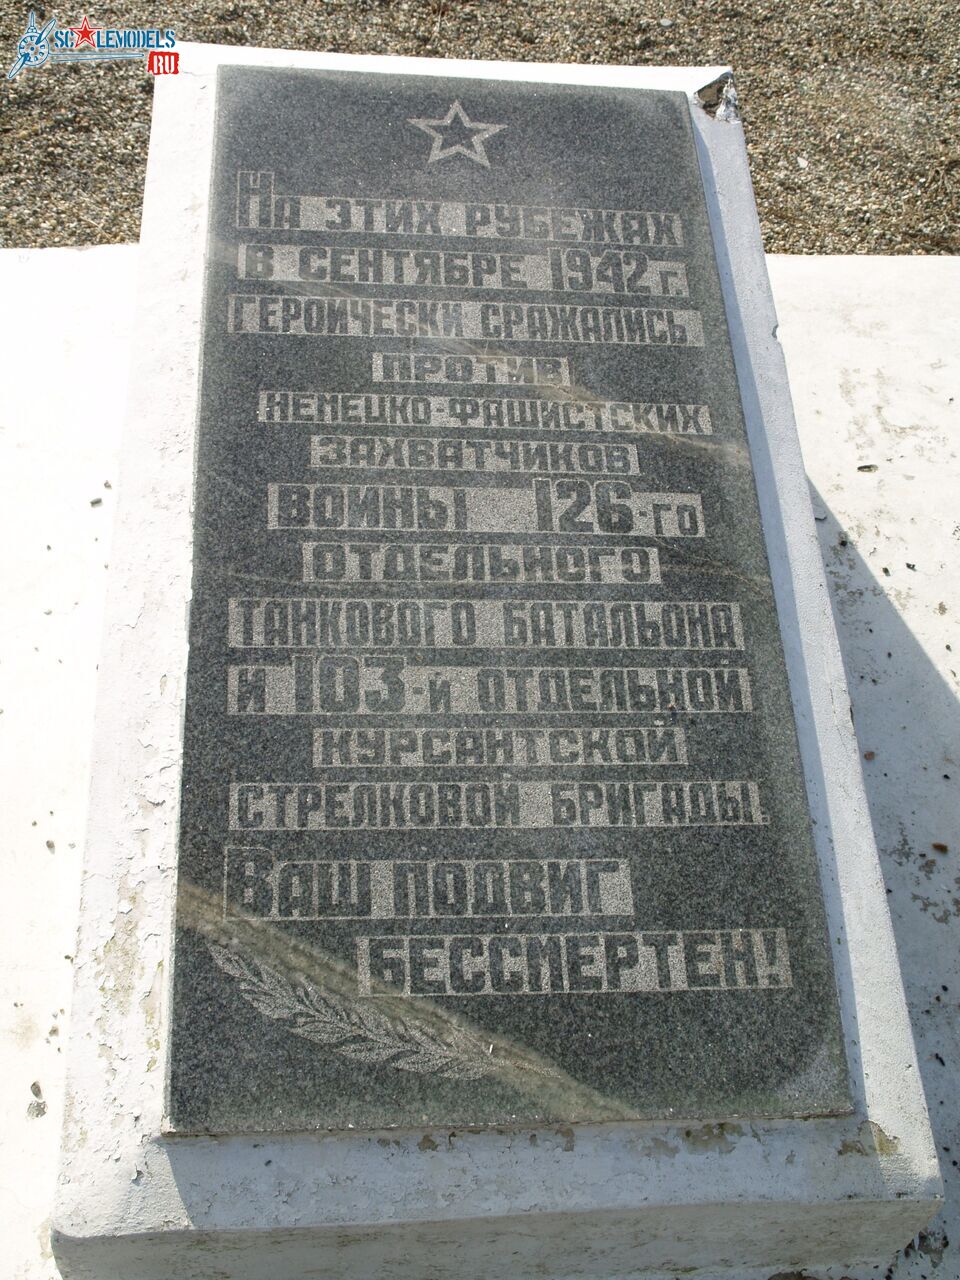 SCALEMODELS
RU
На этих рубежах
в сентябре 1942 г.
героически сражались
против
немецко-фашистских
захватчиков
воины 126-го
отдельного
танкового батальона
и 103-й отдельной
курсантской
стрелковой бригады.
Ваш подвиг
бессмертен!